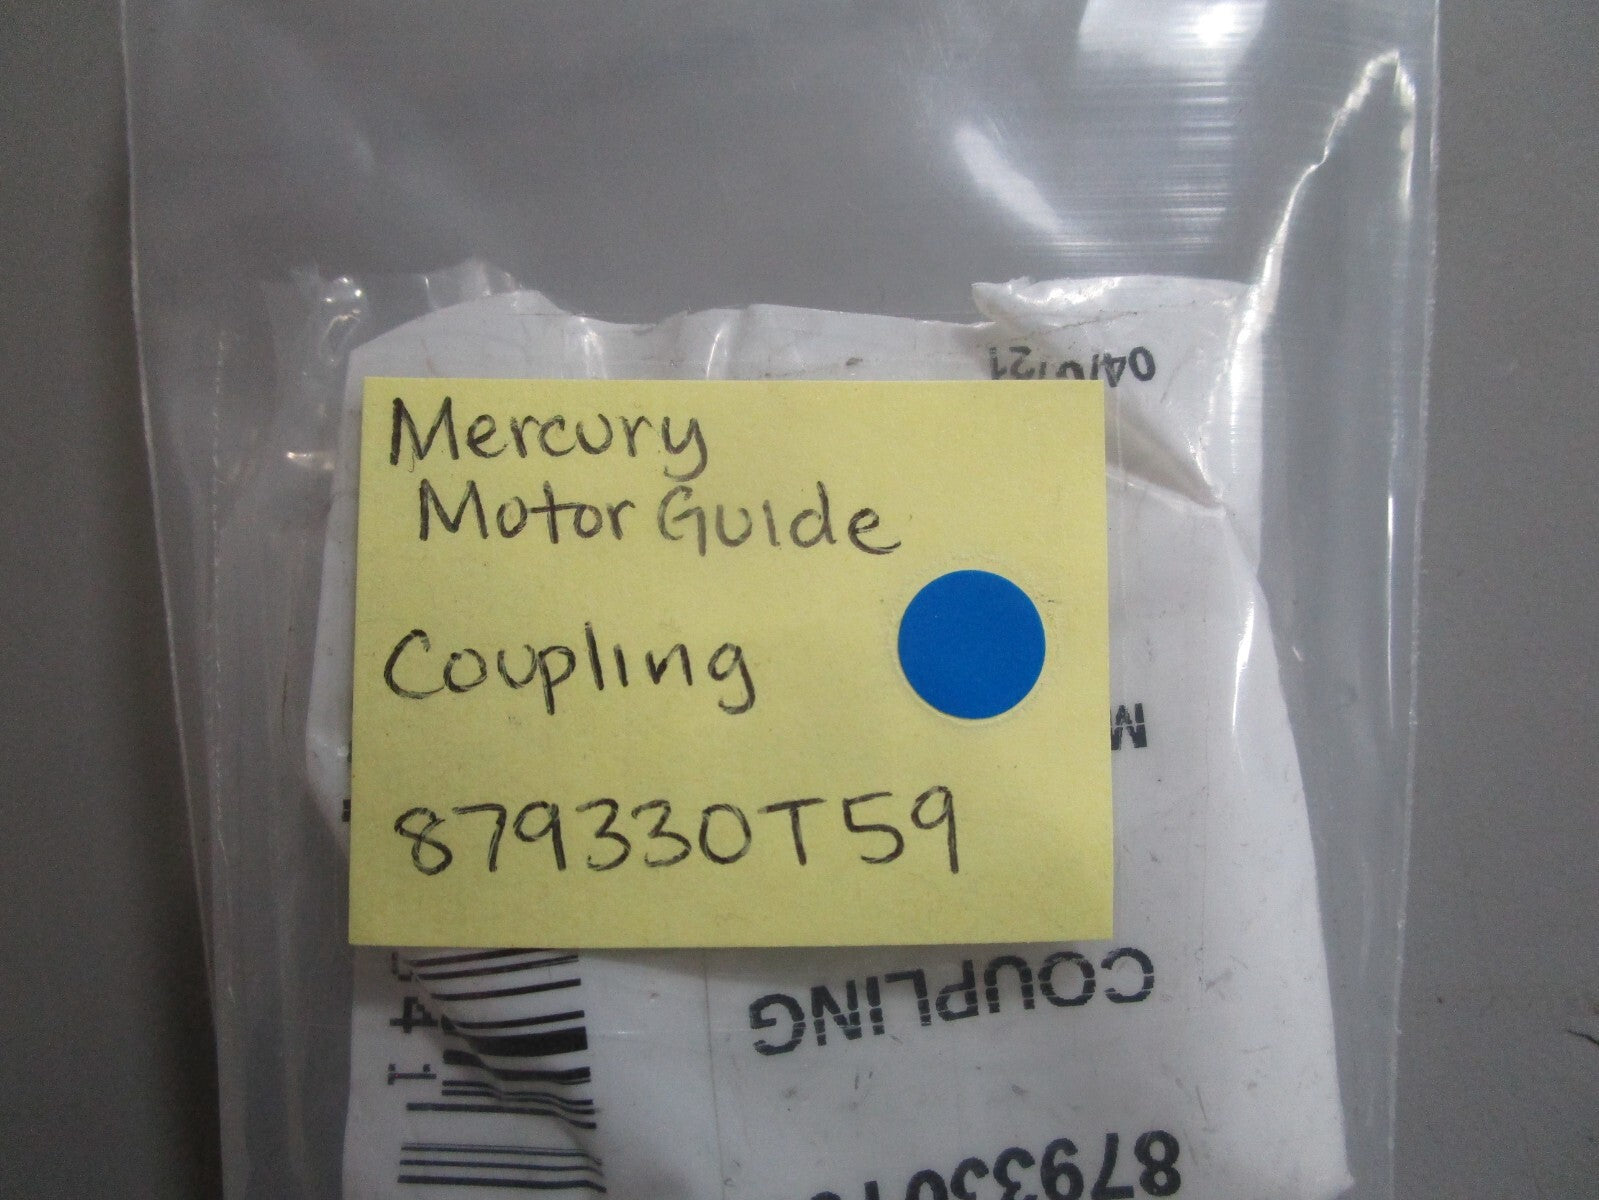 Mercury
Motor Guide
Coupling
879330T59
COUPLING